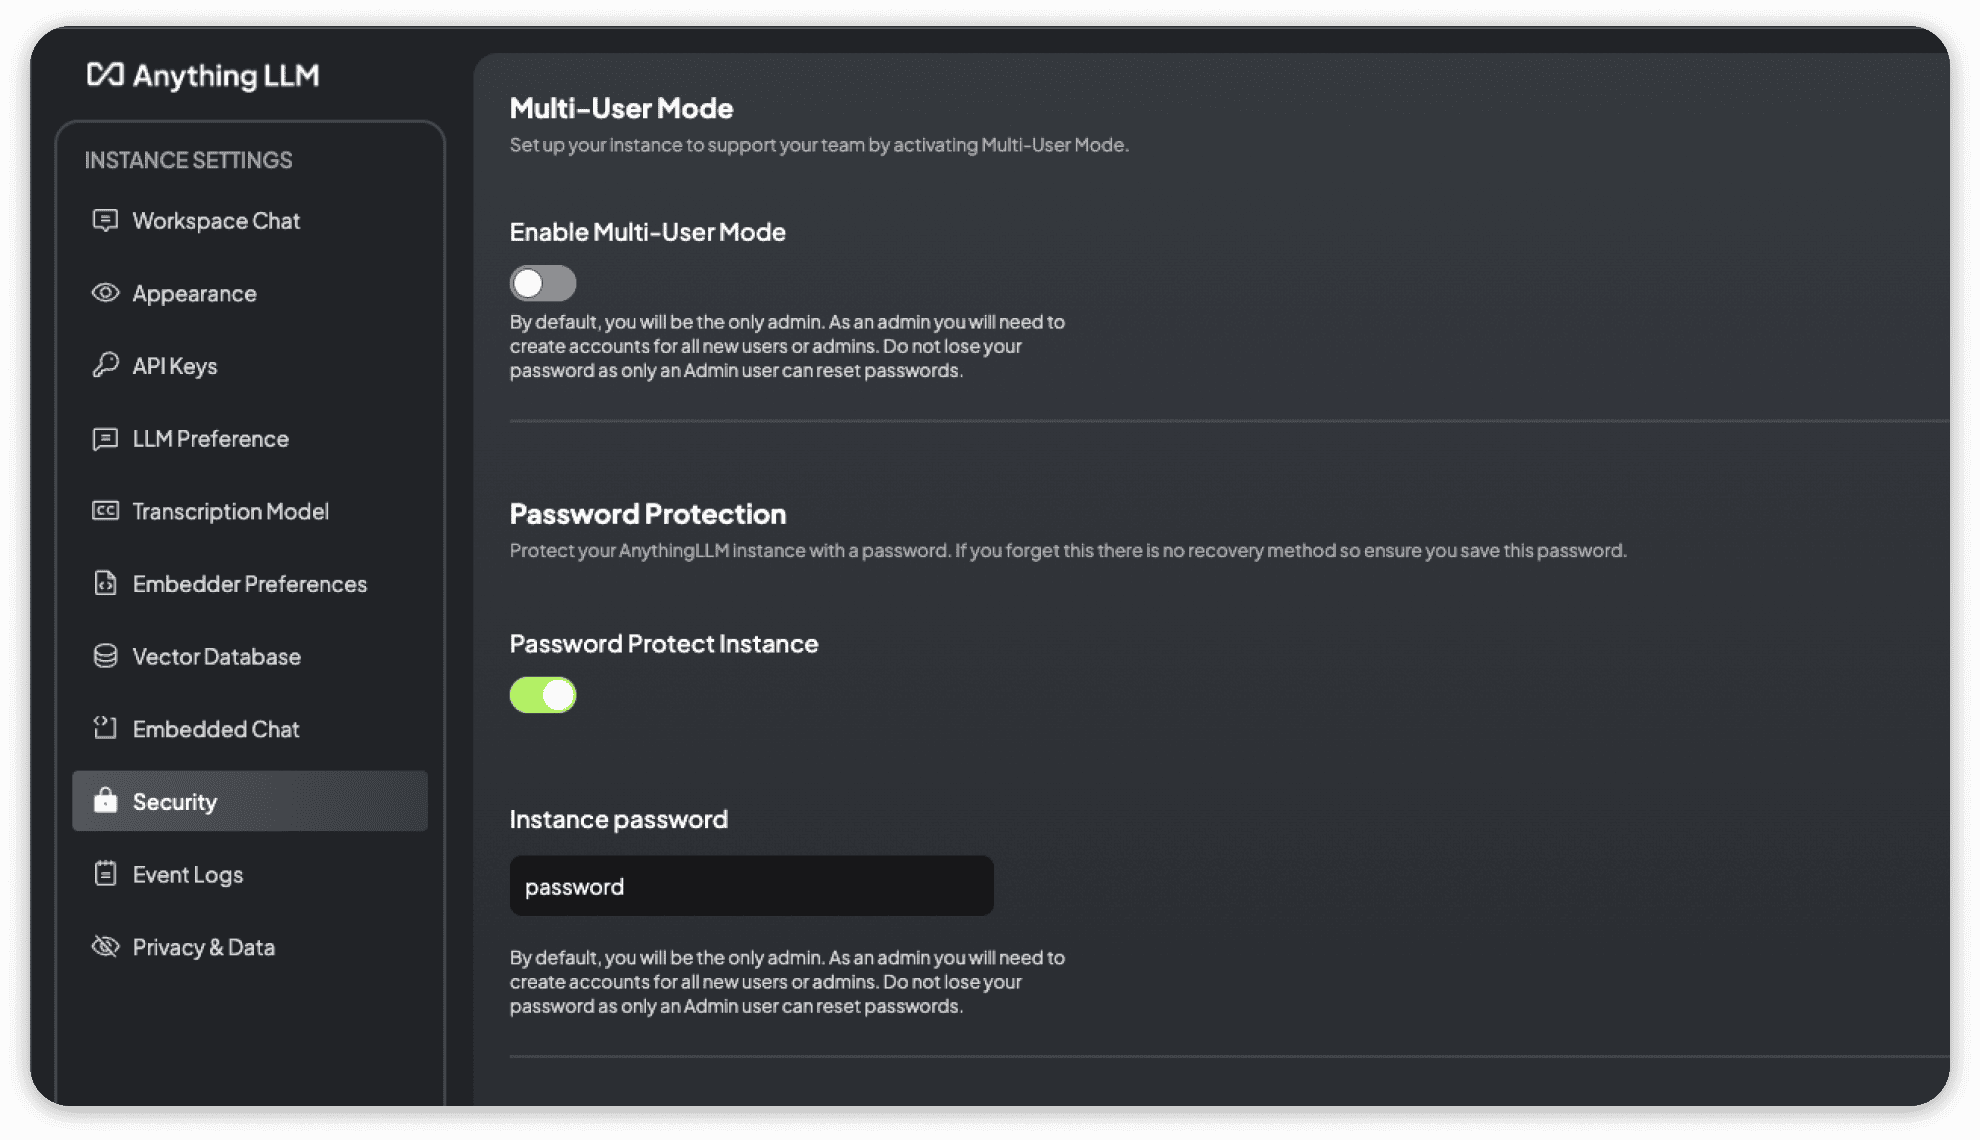 Anything LLM
INSTANCE SETTINGS
Workspace Chat
Appearance
API Keys
LLM Preference
Transcription Model
Embedder Preferences
Vector Database
Embedded Chat
Security
Event Logs
Privacy & Data
Multi-User Mode
Set up your instance to support your team by activating Multi-User Mode.
Enable Multi-User Mode
By default, you will be the only admin. As an admin you will need to
create accounts for all new users or admins. Do not lose your
password as only an Admin user can reset passwords.
Password Protection
Protect your AnythingLLM instance with a password. If you forget this there is no recovery method so ensure you save this password.
Password Protect Instance
Instance password
password
By default, you will be the only admin. As an admin you will need to
create accounts for all new users or admins. Do not lose your
password as only an Admin user can reset passwords.